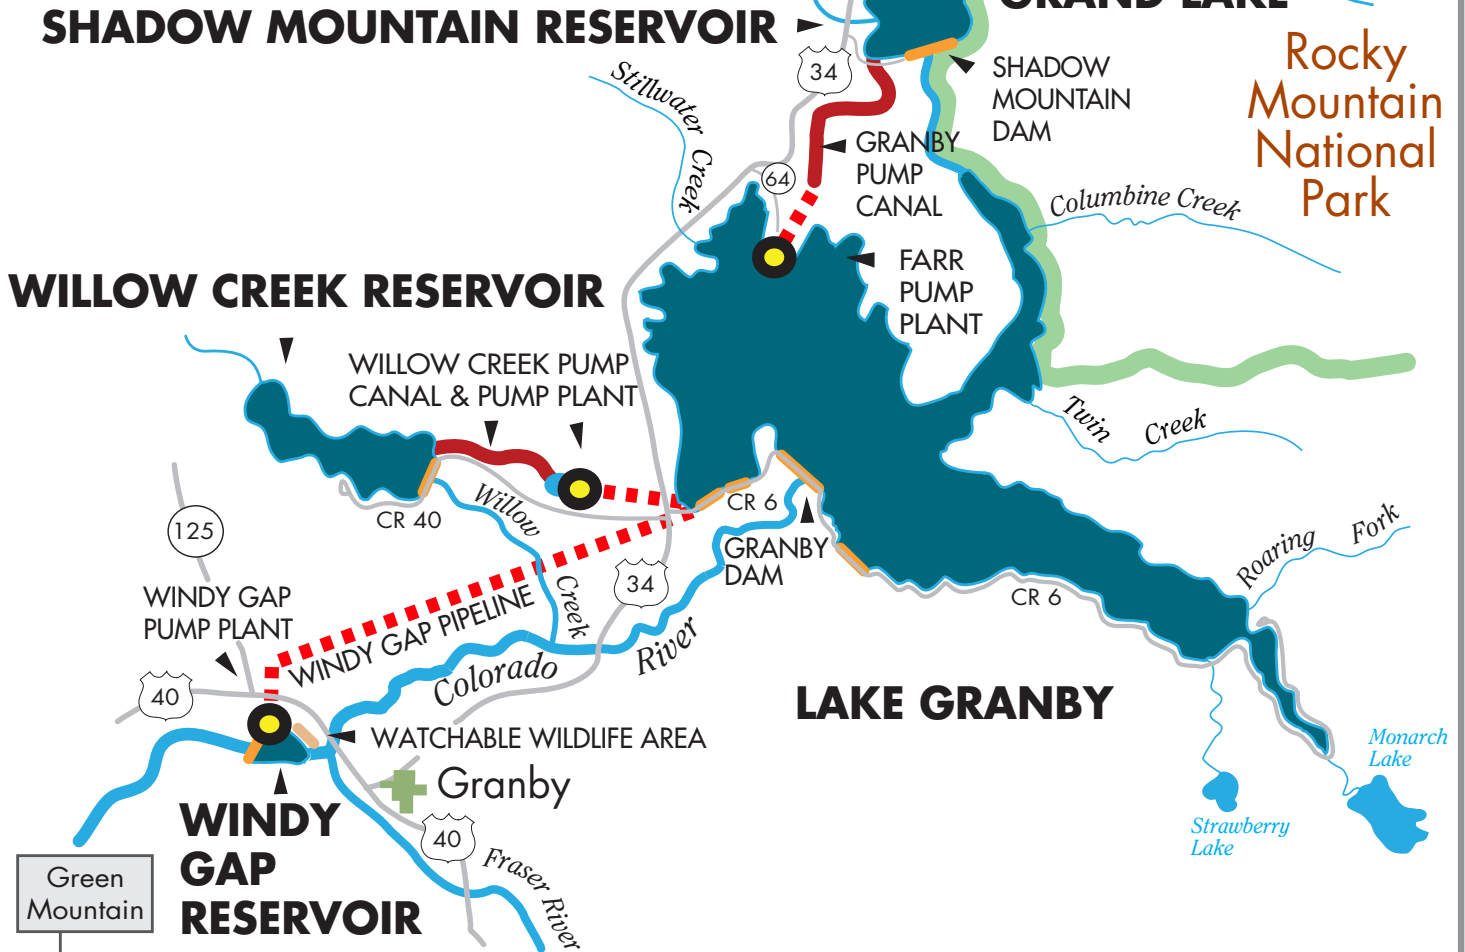 GRAND LAKE
SHADOW MOUNTAIN RESERVOIR
34
Stillwater Creek
SHADOW
MOUNTAIN
DAM
Rocky
Mountain
National
Park
GRANBY
PUMP
CANAL
64
Columbine Creek
FARR
PUMP
PLANT
WILLOW CREEK RESERVOIR
WILLOW CREEK PUMP
CANAL & PUMP PLANT
Twin Creek
CR 40
Willow Creek
CR 6
125
GRANBY
DAM
Roaring Fork
34
CR 6
WINDY GAP
PUMP PLANT
WINDY GAP PIPELINE
Colorado River
40
LAKE GRANBY
WATCHABLE WILDLIFE AREA
Monarch
Lake
Granby
WINDY
GAP
RESERVOIR
40
Strawberry
Lake
Fraser River
Green
Mountain